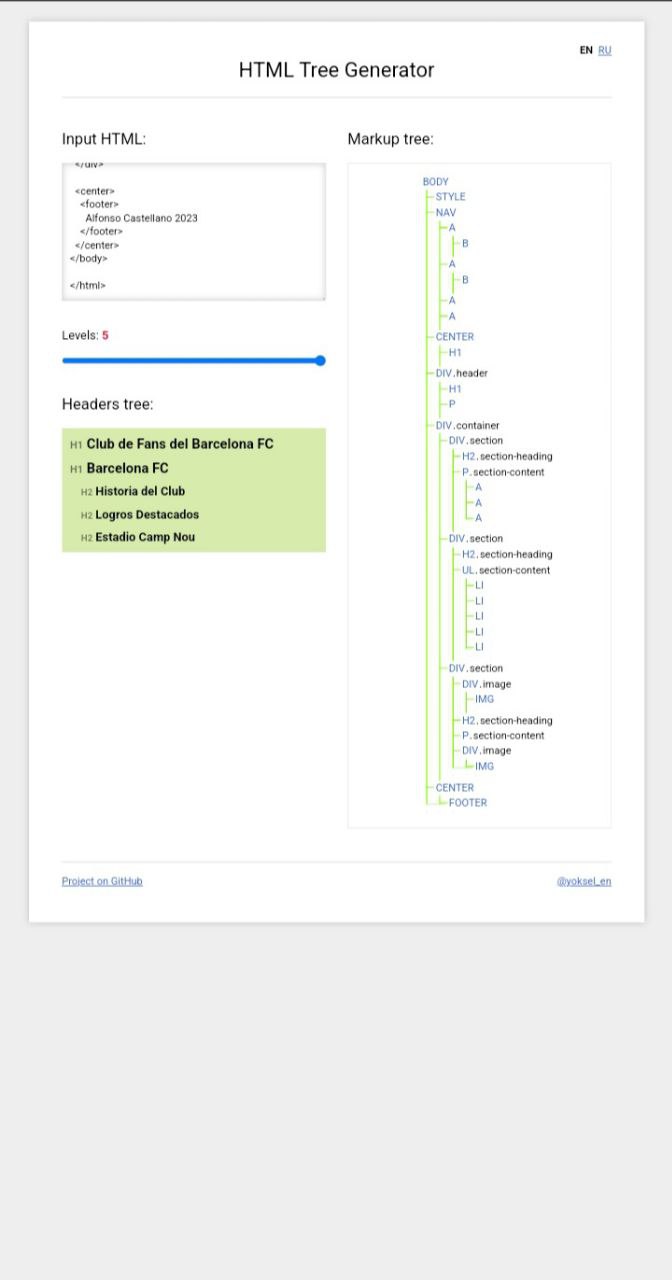 EN RU
HTML Tree Generator
Input HTML:
</div>
<center>
<footer>
Alfonso Castellano 2023
</footer>
</center>
</body>
</html>
Levels: 5
Headers tree:
H1 Club de Fans del Barcelona FC
H1 Barcelona FC
H2 Historia del Club
H2 Logros Destacados
H2 Estadio Camp Nou
Markup tree:
BODY
STYLE
NAV
A
B
A
B
A
A
CENTER
H1
DIV.header
H1
P
DIV.container
DIV.section
H2.section-heading
P.section-content
A
A
A
DIV.section
H2.section-heading
UL.section-content
LI
LI
LI
LI
LI
DIV.section
DIV.image
IMG
H2.section-heading
P.section-content
DIV.image
IMG
CENTER
FOOTER
Project on GitHub
@yoksel_en